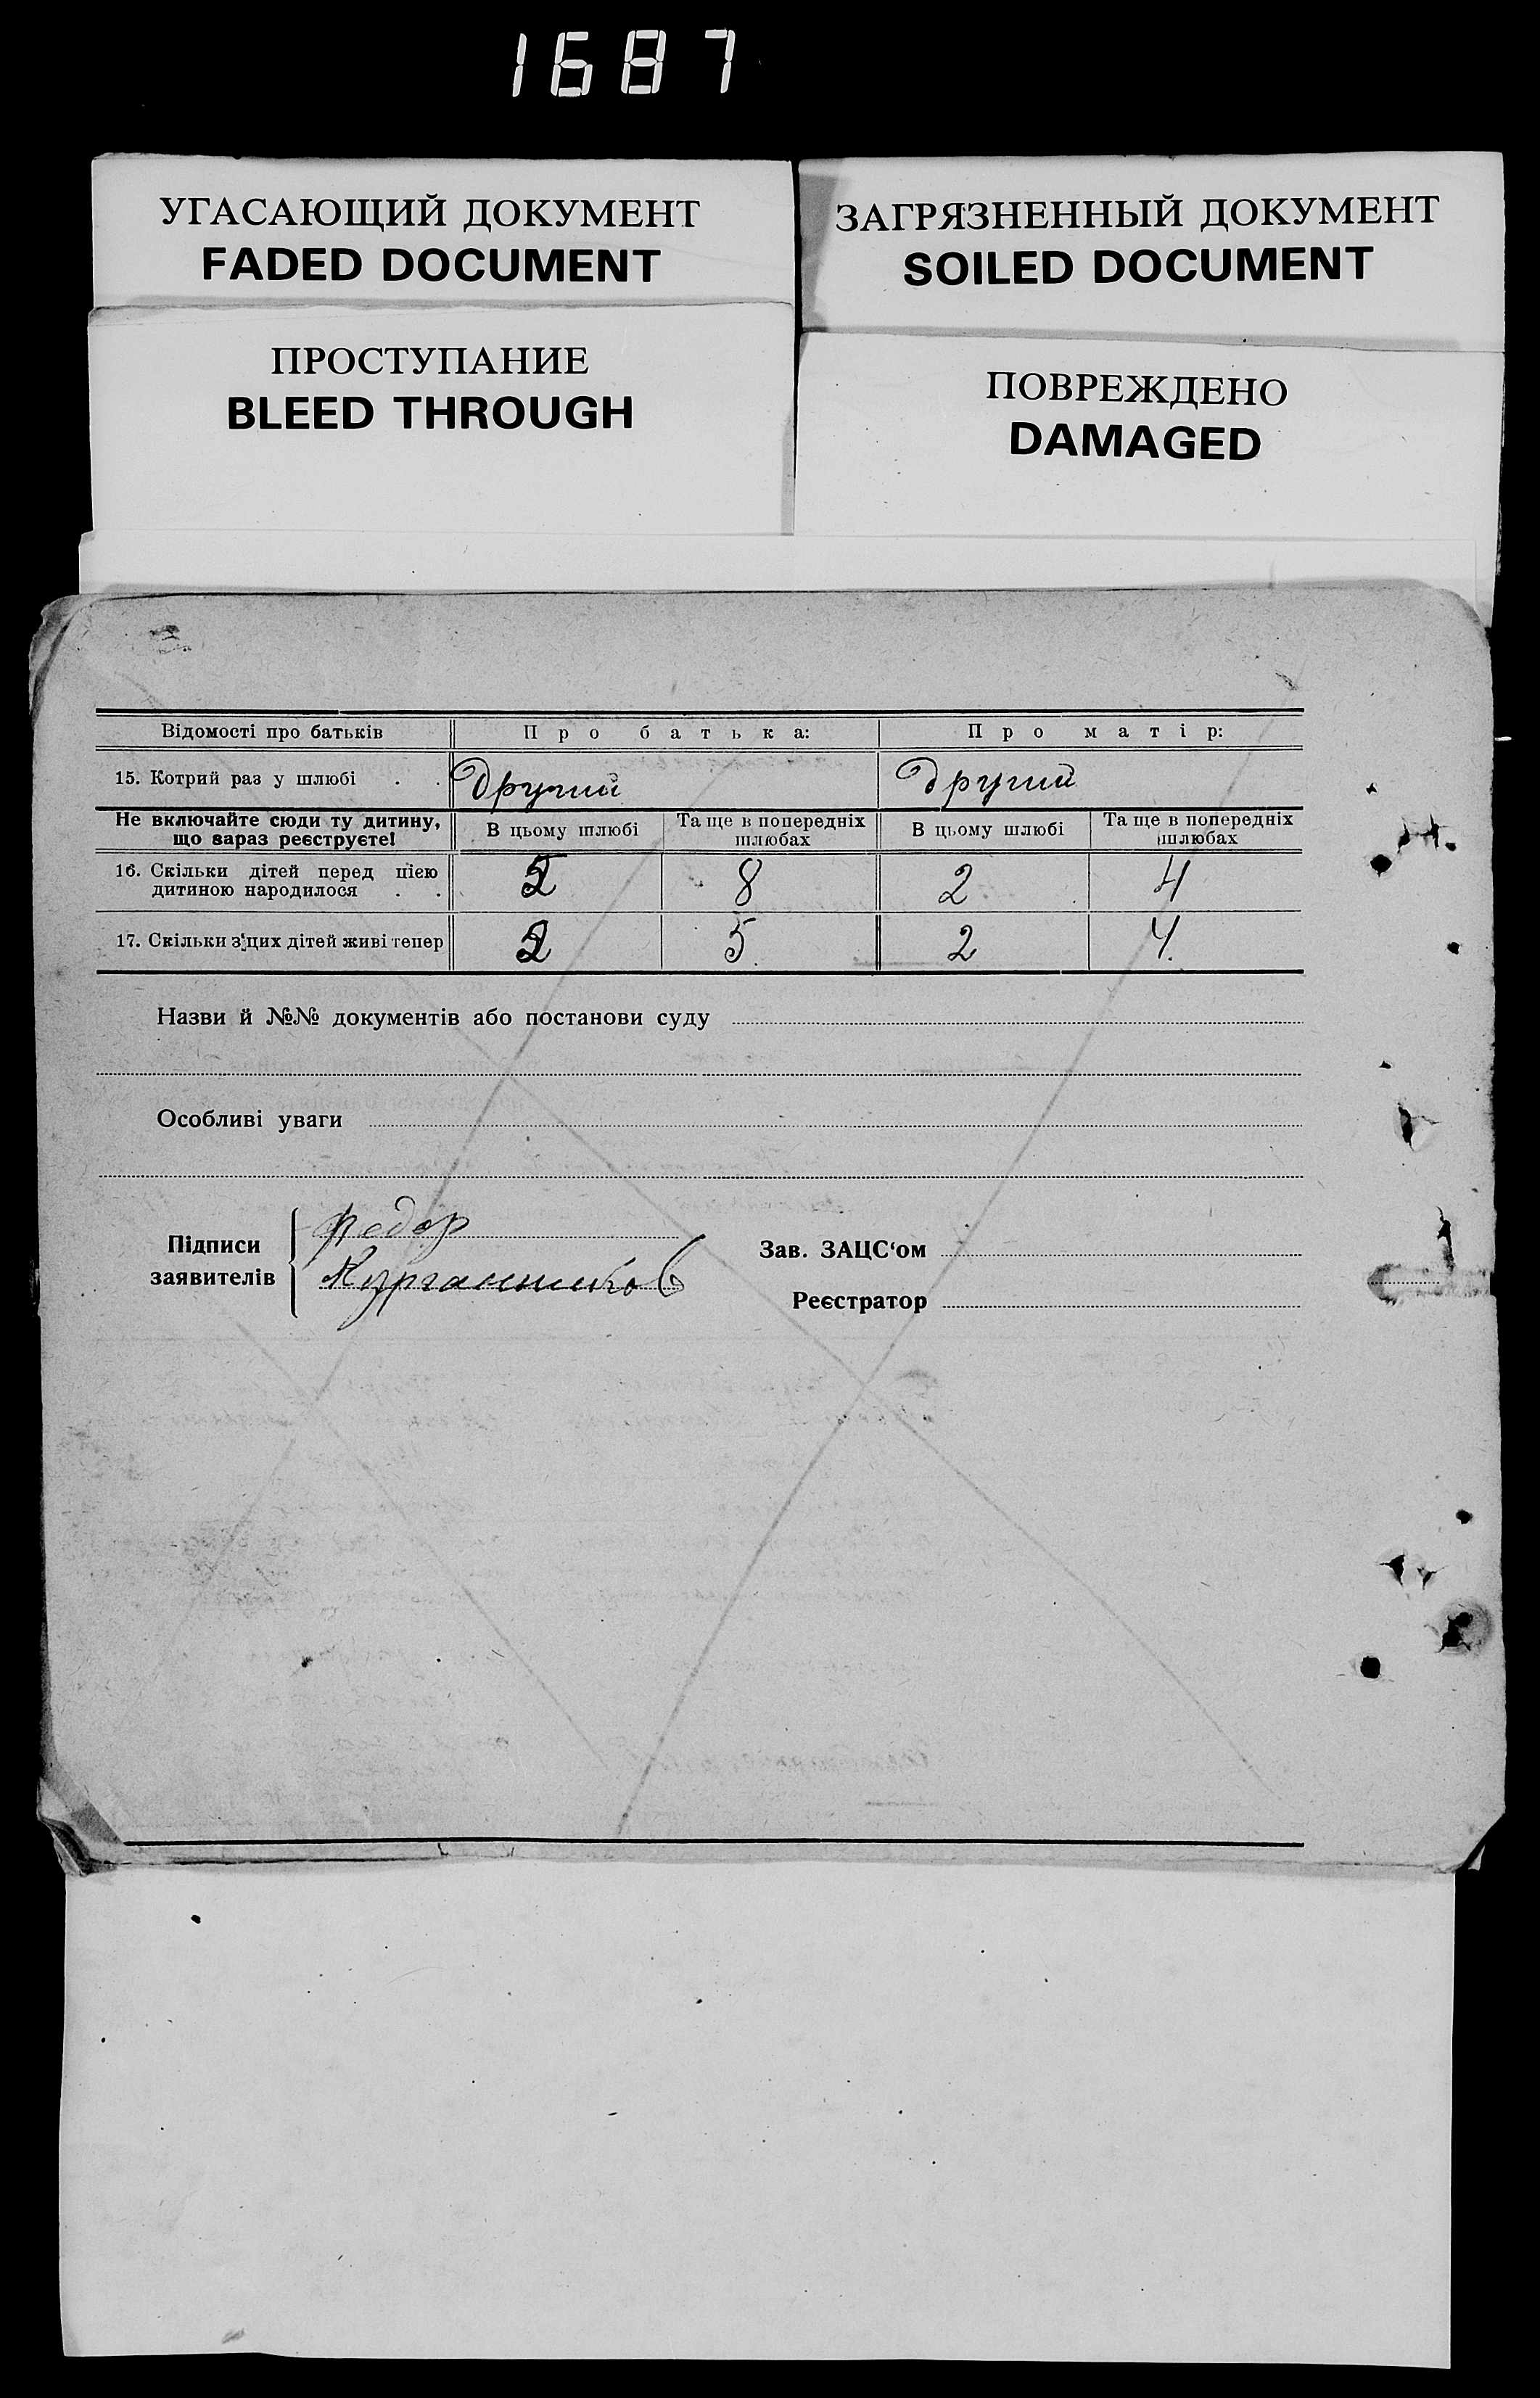 1687
УГАСАЮЩИЙ ДОКУМЕНТ
FADED DOCUMENT
ЗАГРЯЗНЕННЫЙ ДОКУМЕНТ
SOILED DOCUMENT
ПРОСТУПАНИЕ
BLEED THROUGH
ПОВРЕЖДЕНО
DAMAGED
Відомості про батьків Про батька: Про матір:
15. Котрий раз у шлюбі . . Другий Другий
Не включайте сюди ту дитину, що зараз реєструєте! В цьому шлюбі Та ще в попередніх шлюбах В цьому шлюбі Та ще в попередніх шлюбах
16. Скільки дітей перед цією дитиною народилося . . 2 8 2 4
17. Скільки з'цих дітей живі тепер 2 5 2 4
Назви й №№ документів або постанови суду
Особливі уваги
Підписи заявителів
Федор
Курганников
Зав. ЗАЦС‘ом
Реєстратор